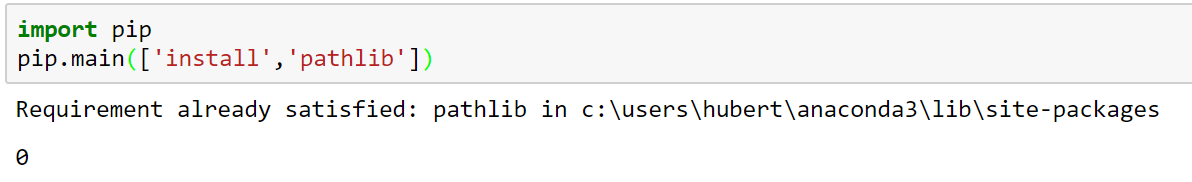 import pip
pip.main(['install','pathlib'])
Requirement already satisfied: pathlib in c:\users\hubert\anaconda3\lib\site-packages
0